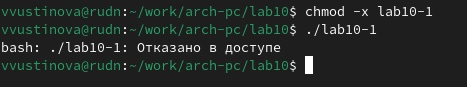 vvustinova@rudn:~/work/arch-pc/lab10$ chmod -x lab10-1
vvustinova@rudn:~/work/arch-pc/lab10$ ./lab10-1
bash: ./lab10-1: Отказано в доступе
vvustinova@rudn:~/work/arch-pc/lab10$